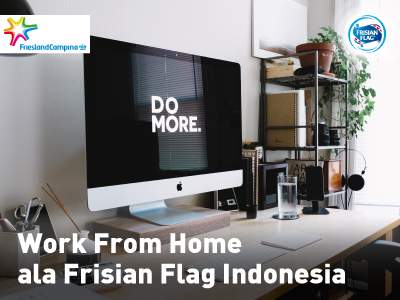 FrieslandCampina
FRISIAN
FLAG
DO
MORE.
Work From Home
ala Frisian Flag Indonesia